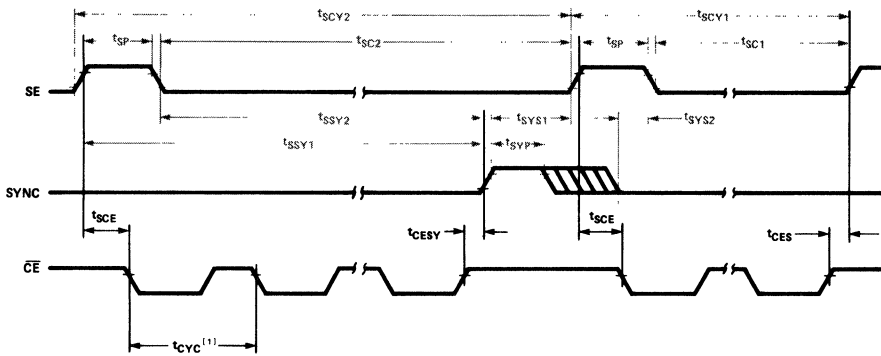 tSCY2 tSCY1
tSP tSC2 tSP tSC1
SE
tSSY2 tSYS1 tSYS2
tSSY1 tSYP
SYNC
tSCE tCESY tSCE tCES
CE
tCYC[1]